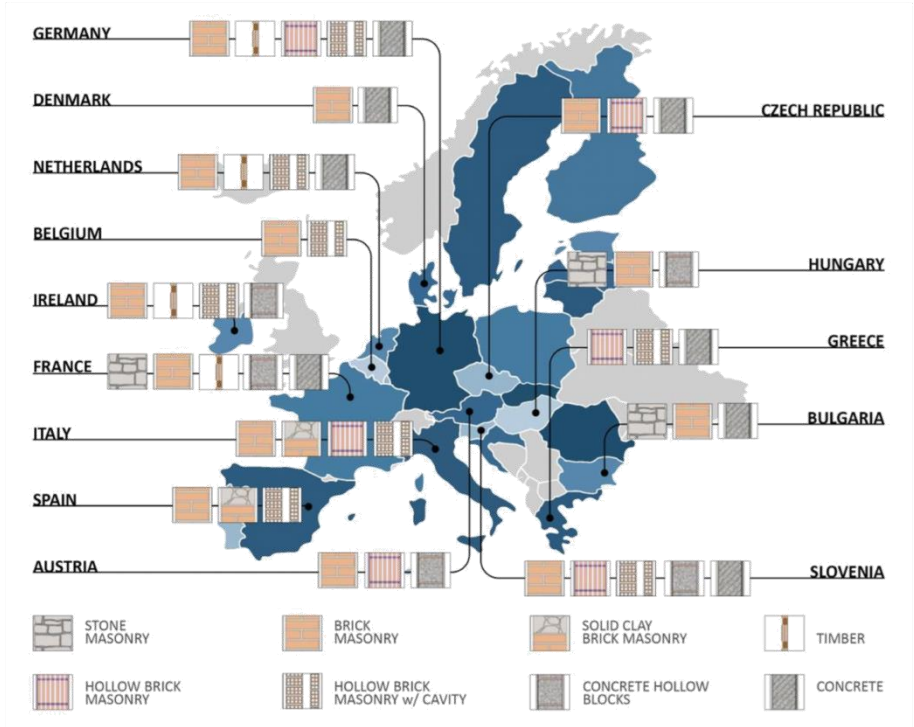 GERMANY
DENMARK
CZECH REPUBLIC
NETHERLANDS
BELGIUM
HUNGARY
IRELAND
GREECE
FRANCE
BULGARIA
ITALY
SPAIN
AUSTRIA
SLOVENIA
STONE
MASONRY
BRICK
MASONRY
SOLID CLAY
BRICK MASONRY
TIMBER
HOLLOW BRICK
MASONRY
HOLLOW BRICK
MASONRY w/ CAVITY
CONCRETE HOLLOW
BLOCKS
CONCRETE